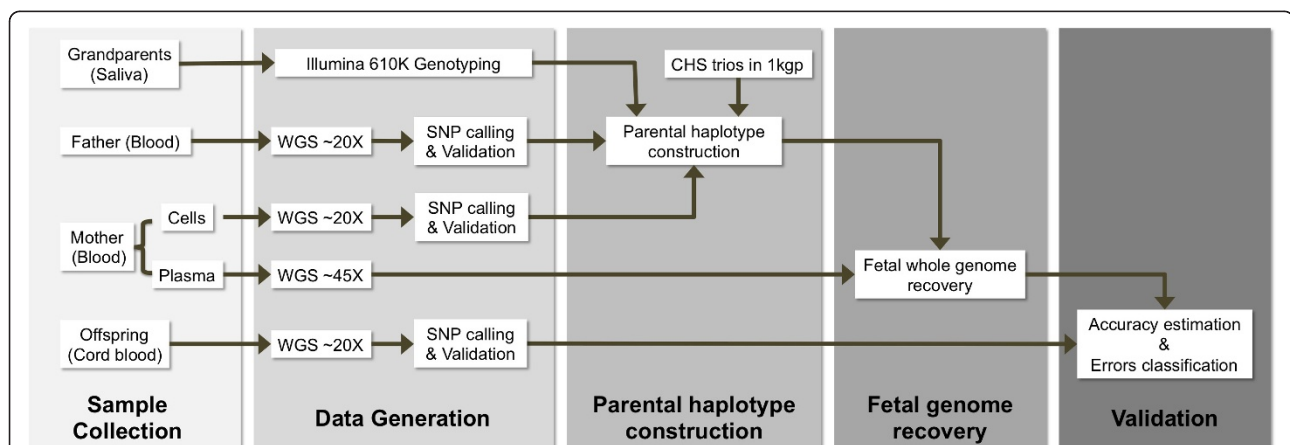 Grandparents
(Saliva)
Illumina 610K Genotyping
CHS trios in 1kgp
Father (Blood)
WGS ~20X
SNP calling
& Validation
Parental haplotype
construction
Mother
(Blood)
Cells
WGS ~20X
SNP calling
& Validation
Plasma
WGS ~45X
Fetal whole genome
recovery
Offspring
(Cord blood)
WGS ~20X
SNP calling
& Validation
Accuracy estimation
&
Errors classification
Sample
Collection
Data Generation
Parental haplotype
construction
Fetal genome
recovery
Validation